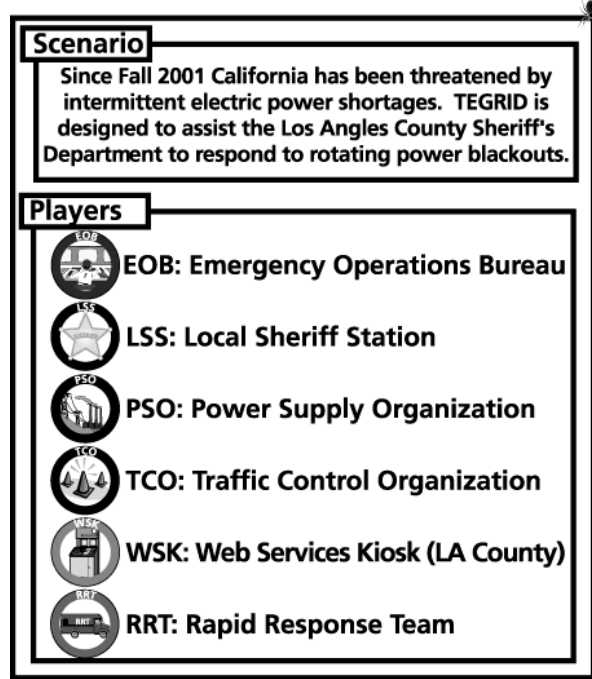 Scenario
Since Fall 2001 California has been threatened by
intermittent electric power shortages. TEGRID is
designed to assist the Los Angles County Sheriff's
Department to respond to rotating power blackouts.
Players
EOB
EOB: Emergency Operations Bureau
LSS
LSS: Local Sheriff Station
PSO
PSO: Power Supply Organization
TCO
TCO: Traffic Control Organization
WSK
WSK: Web Services Kiosk (LA County)
RRT
RRT
RRT: Rapid Response Team